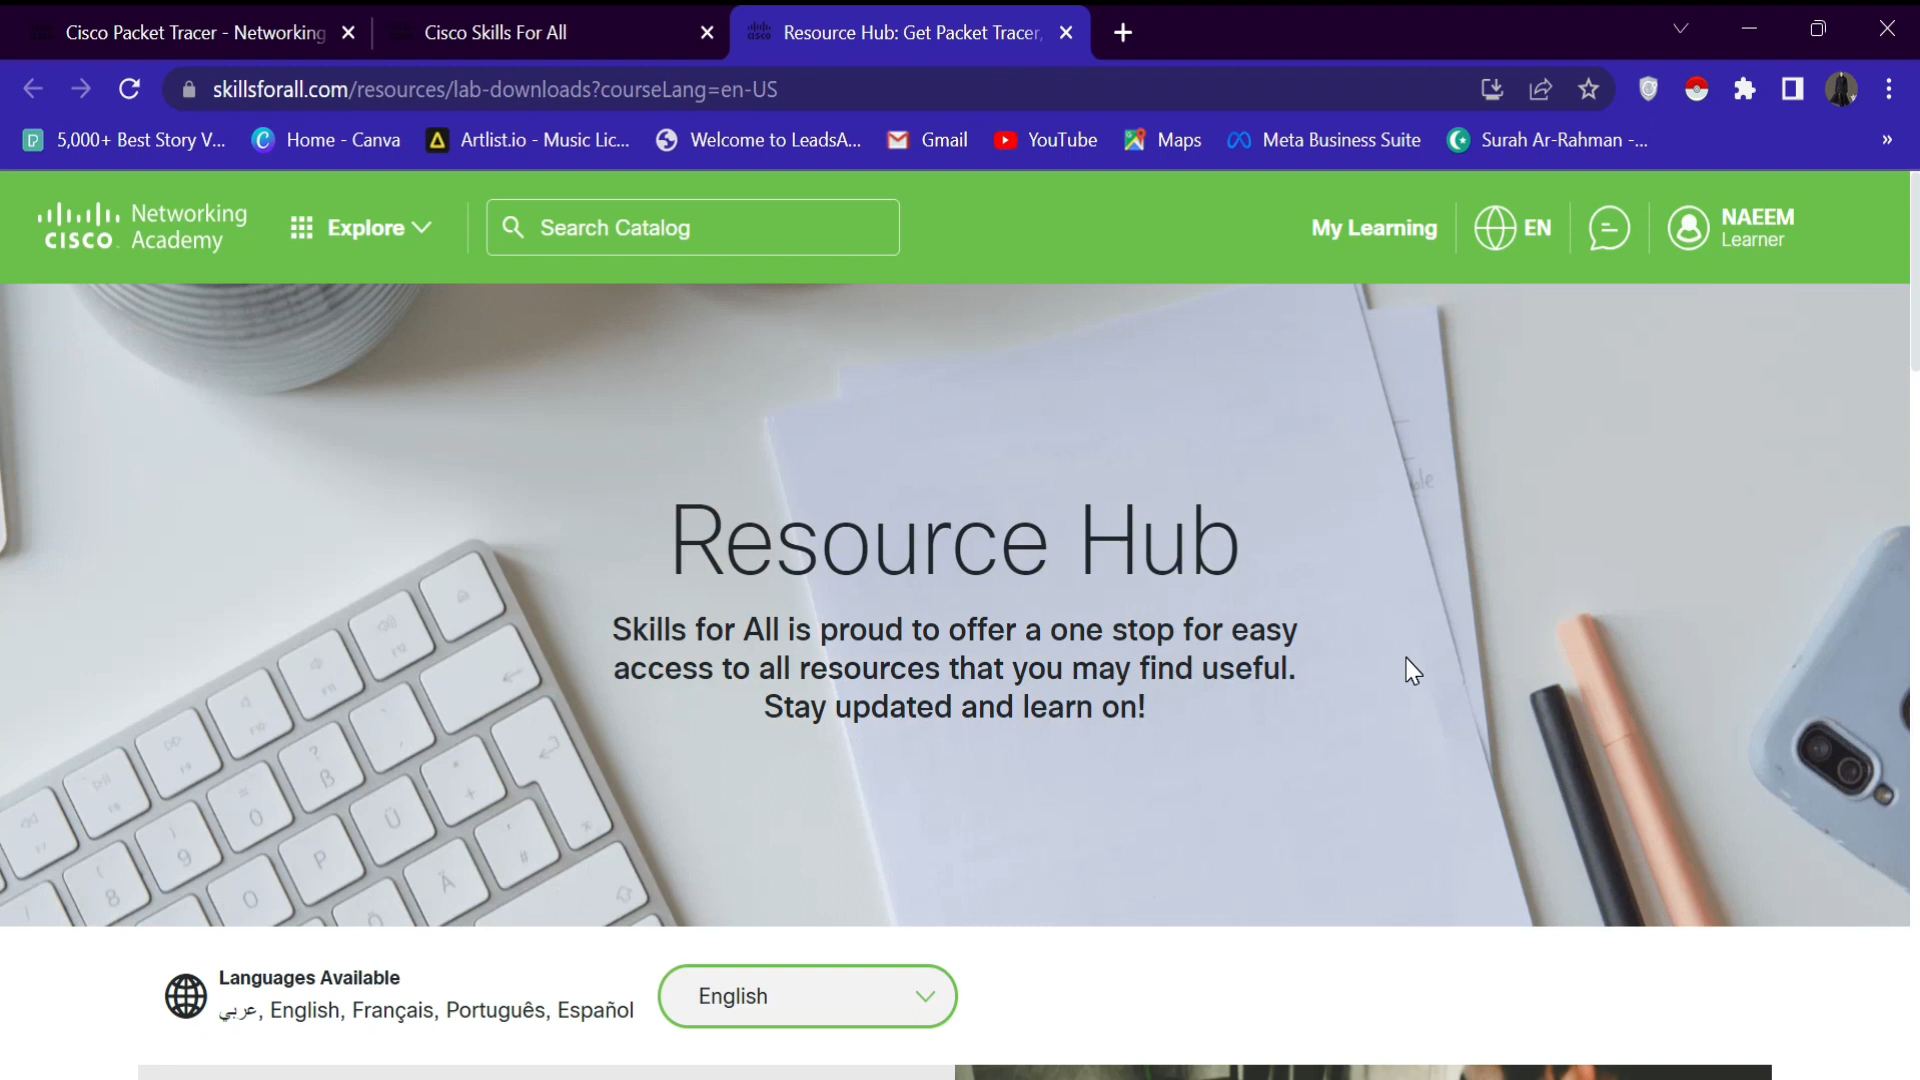 Cisco Packet Tracer - Networking
Cisco Skills For All
Resource Hub: Get Packet Tracer,
skillsforall.com/resources/lab-downloads?courseLang=en-US
5,000+ Best Story V...
Home - Canva
Artlist.io - Music Lic...
Welcome to LeadsA...
Gmail
YouTube
Maps
Meta Business Suite
Surah Ar-Rahman -...
»
CISCO Networking
Academy
Explore
Search Catalog
My Learning
EN
NAEEM
Learner
Resource Hub
Skills for All is proud to offer a one stop for easy
access to all resources that you may find useful.
Stay updated and learn on!
Languages Available
عربي, English, Français, Português, Español
English